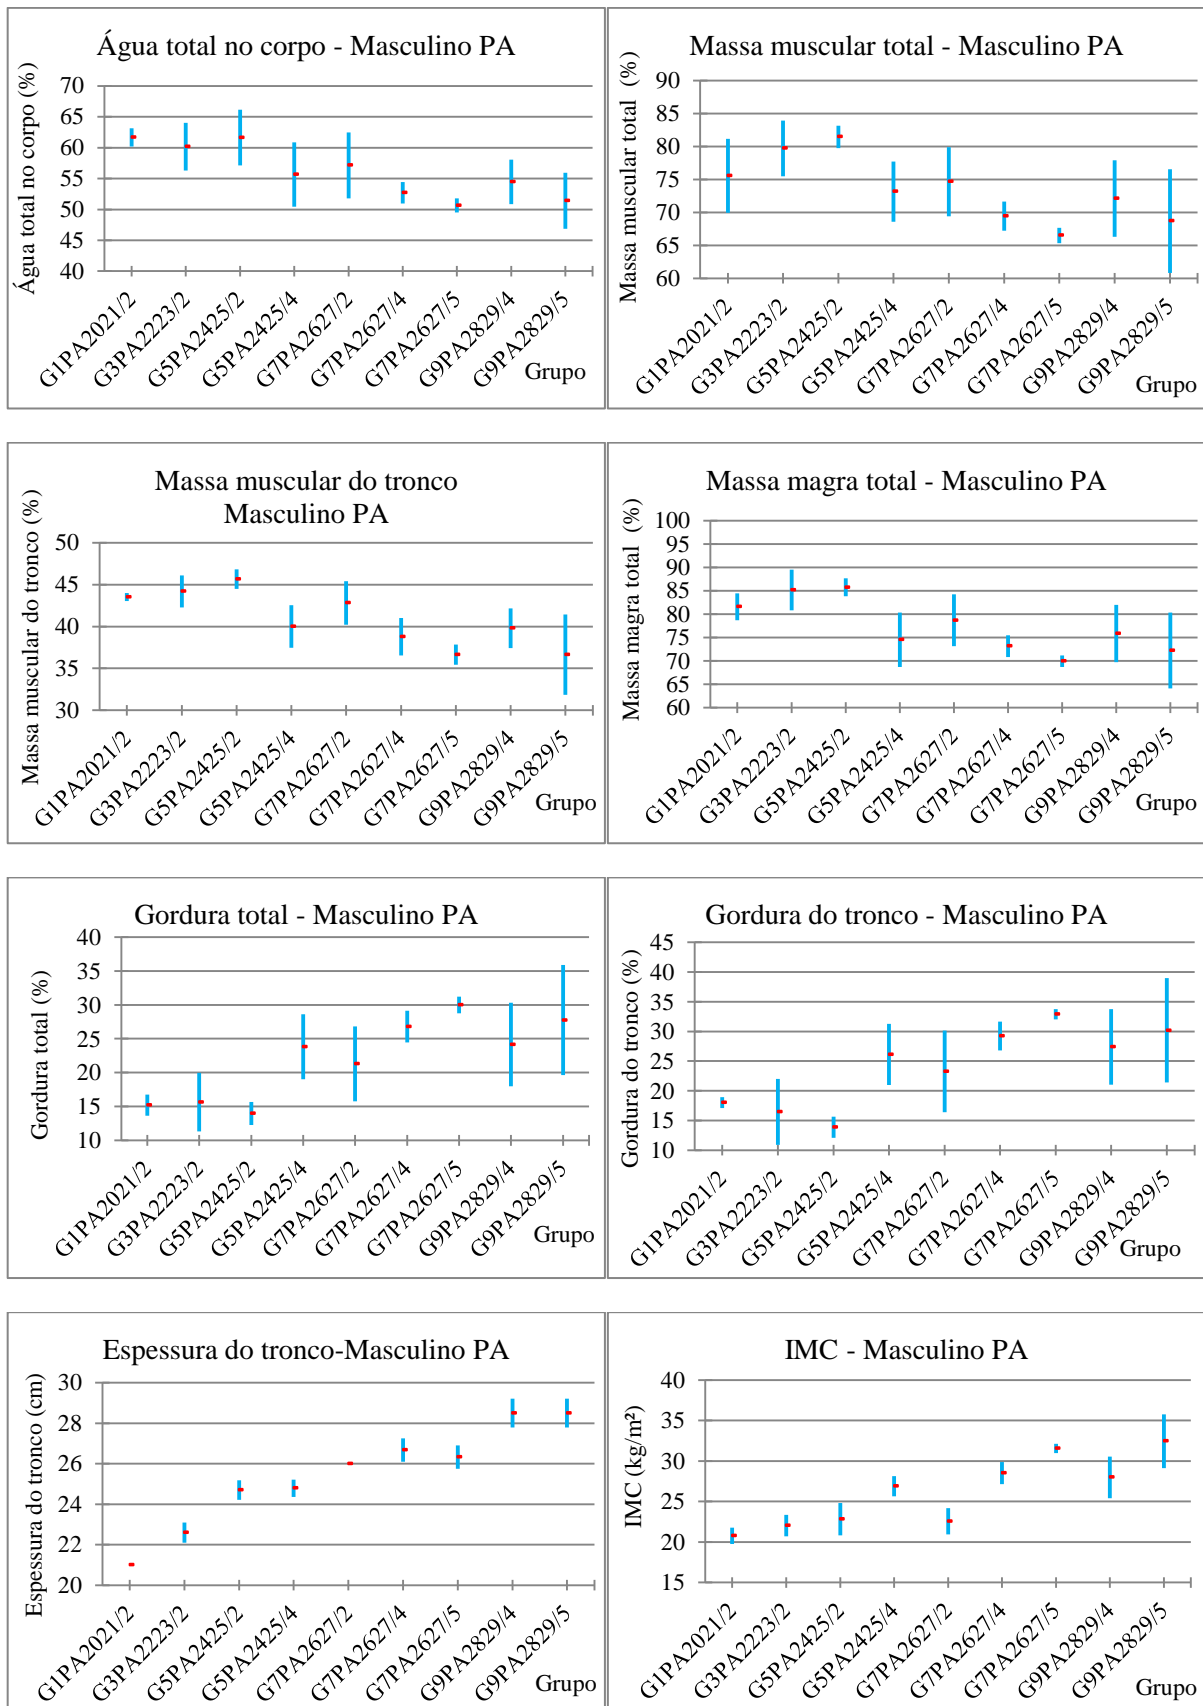 Água total no corpo - Masculino PA
Água total no corpo (%)
70
65
60
55
50
45
40
G1PA2021/2
G3PA2223/2
G5PA2425/2
G5PA2425/4
G7PA2627/2
G7PA2627/4
G7PA2627/5
G9PA2829/4
G9PA2829/5
Grupo
Massa muscular total - Masculino PA
Massa muscular total (%)
90
85
80
75
70
65
60
G1PA2021/2
G3PA2223/2
G5PA2425/2
G5PA2425/4
G7PA2627/2
G7PA2627/4
G7PA2627/5
G9PA2829/4
G9PA2829/5
Grupo
Massa muscular do tronco
Masculino PA
Massa muscular do tronco (%)
50
45
40
35
30
G1PA2021/2
G3PA2223/2
G5PA2425/2
G5PA2425/4
G7PA2627/2
G7PA2627/4
G7PA2627/5
G9PA2829/4
G9PA2829/5
Grupo
Massa magra total - Masculino PA
Massa magra total (%)
100
95
90
85
80
75
70
65
60
G1PA2021/2
G3PA2223/2
G5PA2425/2
G5PA2425/4
G7PA2627/2
G7PA2627/4
G7PA2627/5
G9PA2829/4
G9PA2829/5
Grupo
Gordura total - Masculino PA
Gordura total (%)
40
35
30
25
20
15
10
G1PA2021/2
G3PA2223/2
G5PA2425/2
G5PA2425/4
G7PA2627/2
G7PA2627/4
G7PA2627/5
G9PA2829/4
G9PA2829/5
Grupo
Gordura do tronco - Masculino PA
Gordura do tronco (%)
45
40
35
30
25
20
15
10
G1PA2021/2
G3PA2223/2
G5PA2425/2
G5PA2425/4
G7PA2627/2
G7PA2627/4
G7PA2627/5
G9PA2829/4
G9PA2829/5
Grupo
Espessura do tronco-Masculino PA
Espessura do tronco (cm)
30
28
26
24
22
20
G1PA2021/2
G3PA2223/2
G5PA2425/2
G5PA2425/4
G7PA2627/2
G7PA2627/4
G7PA2627/5
G9PA2829/4
G9PA2829/5
Grupo
IMC - Masculino PA
IMC (kg/m²)
40
35
30
25
20
15
G1PA2021/2
G3PA2223/2
G5PA2425/2
G5PA2425/4
G7PA2627/2
G7PA2627/4
G7PA2627/5
G9PA2829/4
G9PA2829/5
Grupo